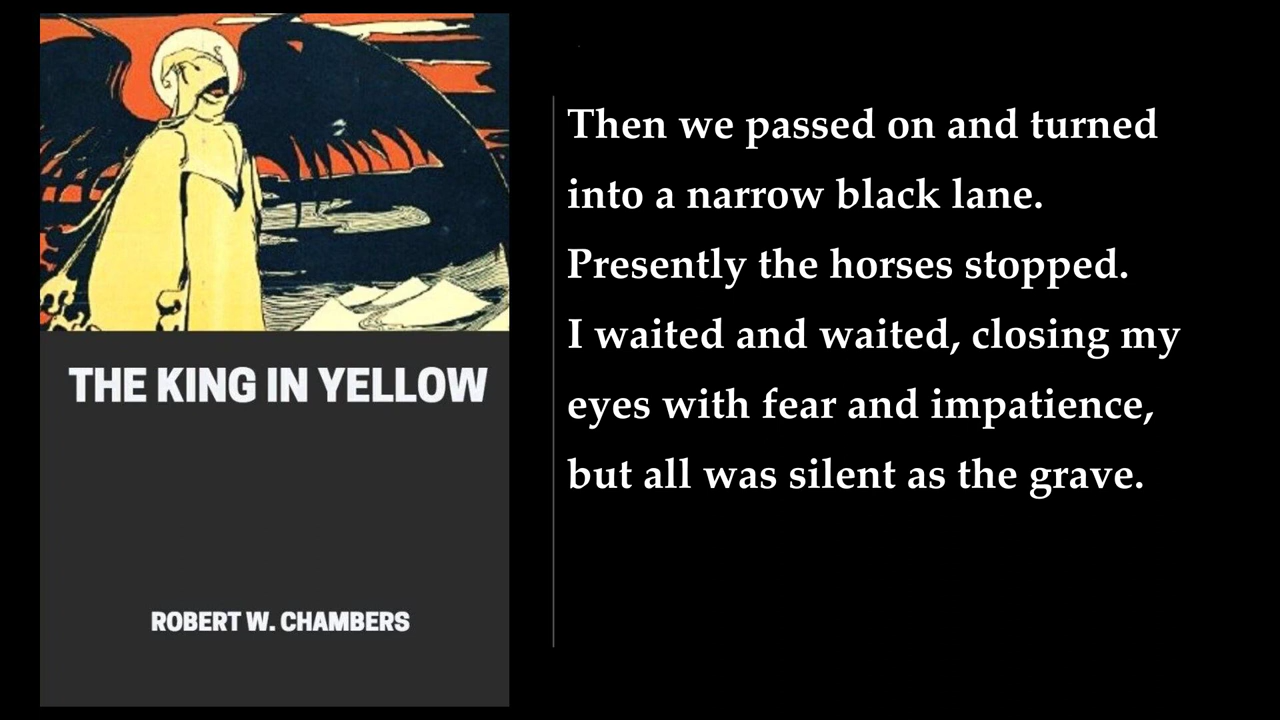 THE KING IN YELLOW
ROBERT W. CHAMBERS
Then we passed on and turned
into a narrow black lane.
Presently the horses stopped.
I waited and waited, closing my
eyes with fear and impatience,
but all was silent as the grave.